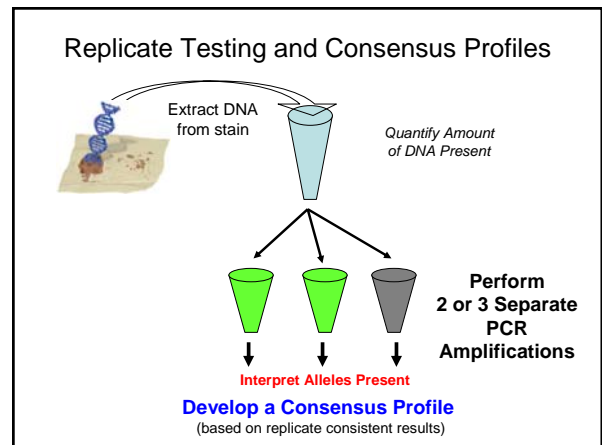 Replicate Testing and Consensus Profiles
Extract DNA
from stain
Quantify Amount
of DNA Present
Perform
2 or 3 Separate
PCR
Amplifications
Interpret Alleles Present
Develop a Consensus Profile
(based on replicate consistent results)